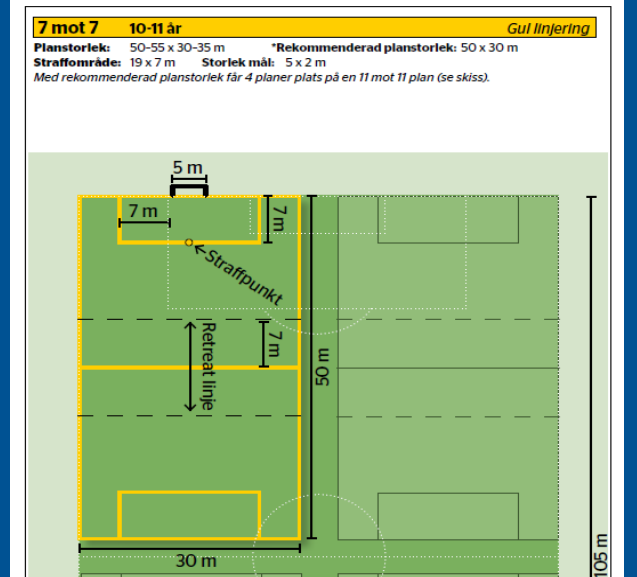 7 mot 7 10-11 år Gul linjering
Planstorlek: 50-55 x 30-35 m *Rekommenderad planstorlek: 50 x 30 m
Straffområde: 19 x 7 m Storlek mål: 5 x 2 m
Med rekommenderad planstorlek får 4 planer plats på en 11 mot 11 plan (se skiss).
5 m
7 m
7 m
Straffpunkt
Retreat linje
7 m
50 m
30 m
105 m